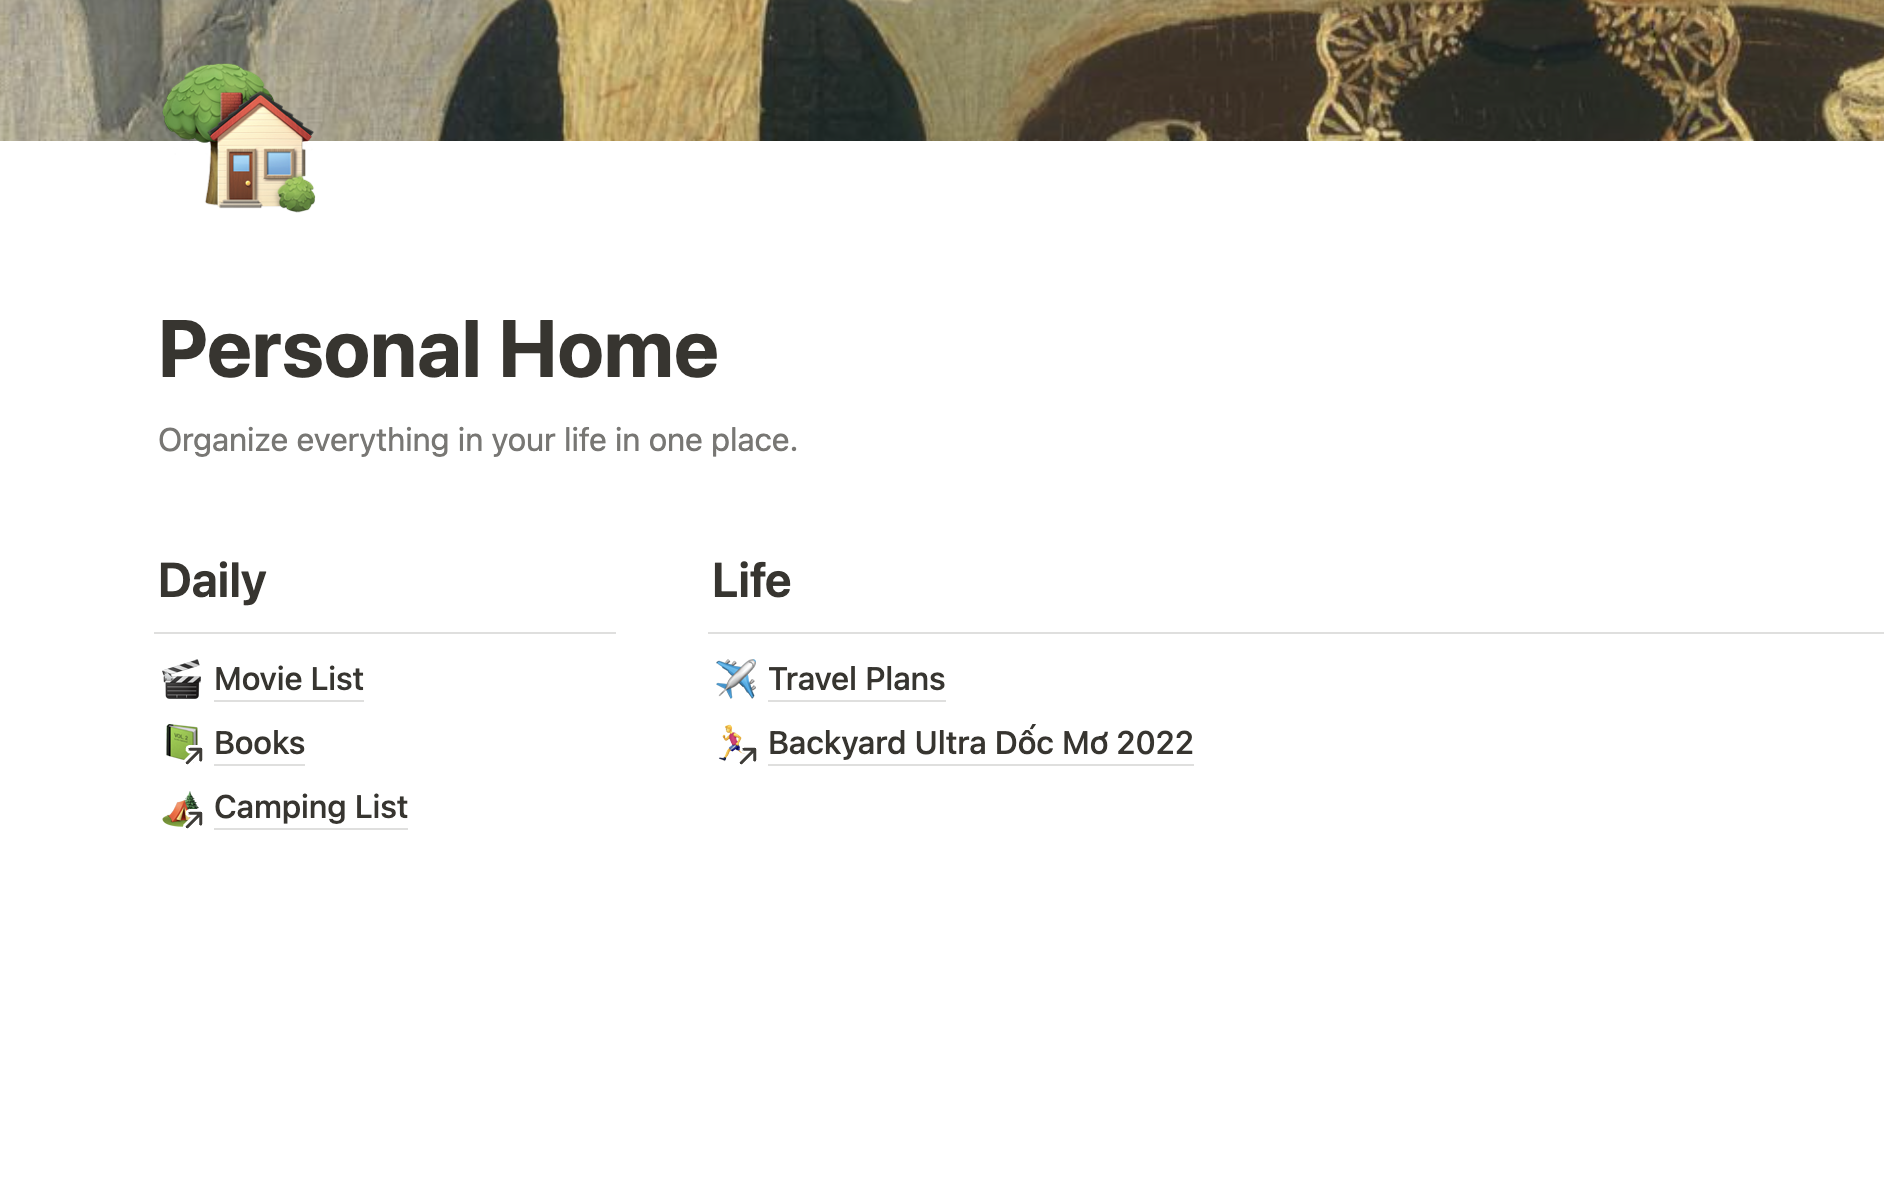 Personal Home
Organize everything in your life in one place.
Daily
Movie List
Books
Camping List
Life
Travel Plans
Backyard Ultra Dốc Mơ 2022